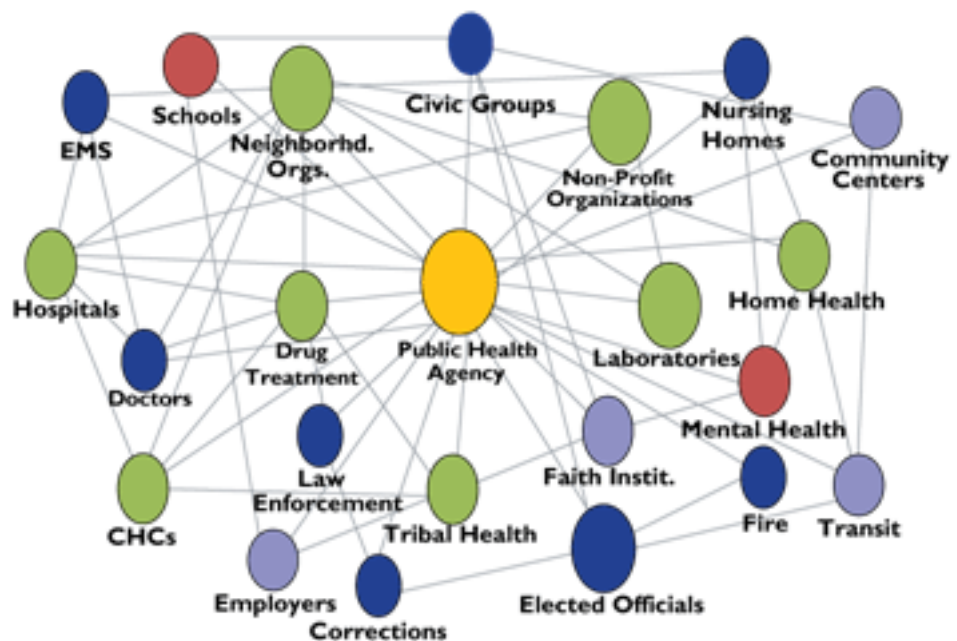 Civic Groups
Schools
Nursing
Homes
EMS
Neighborhd.
Orgs.
Community
Centers
Non-Profit
Organizations
Hospitals
Home Health
Drug
Treatment
Public Health
Agency
Laboratories
Doctors
Mental Health
Law
Enforcement
Faith Instit.
CHCs
Tribal Health
Fire
Transit
Employers
Elected Officials
Corrections